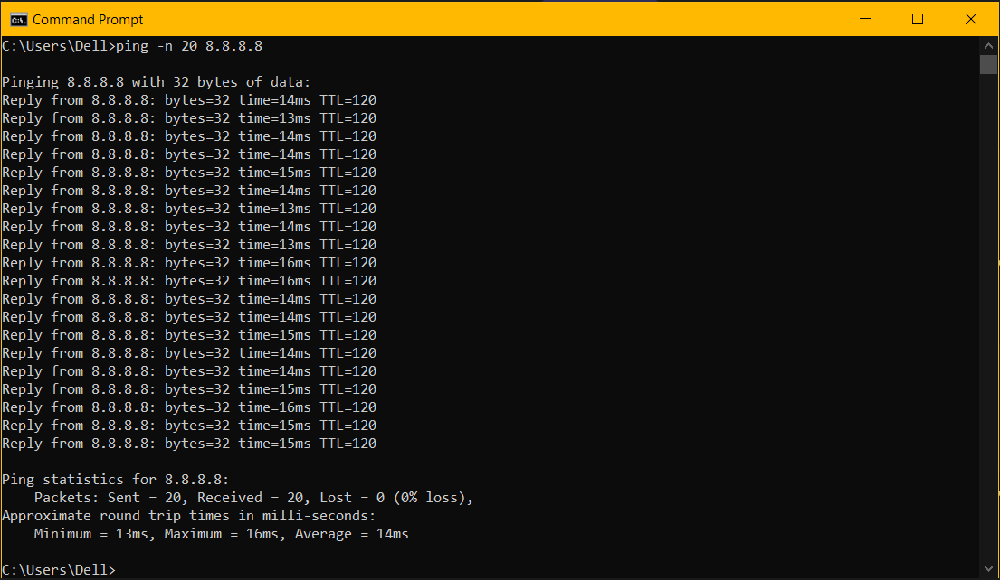 Command Prompt
C:\Users\Dell>ping -n 20 8.8.8.8
Pinging 8.8.8.8 with 32 bytes of data:
Reply from 8.8.8.8: bytes=32 time=14ms TTL=120
Reply from 8.8.8.8: bytes=32 time=13ms TTL=120
Reply from 8.8.8.8: bytes=32 time=14ms TTL=120
Reply from 8.8.8.8: bytes=32 time=14ms TTL=120
Reply from 8.8.8.8: bytes=32 time=15ms TTL=120
Reply from 8.8.8.8: bytes=32 time=14ms TTL=120
Reply from 8.8.8.8: bytes=32 time=13ms TTL=120
Reply from 8.8.8.8: bytes=32 time=14ms TTL=120
Reply from 8.8.8.8: bytes=32 time=13ms TTL=120
Reply from 8.8.8.8: bytes=32 time=16ms TTL=120
Reply from 8.8.8.8: bytes=32 time=16ms TTL=120
Reply from 8.8.8.8: bytes=32 time=14ms TTL=120
Reply from 8.8.8.8: bytes=32 time=14ms TTL=120
Reply from 8.8.8.8: bytes=32 time=15ms TTL=120
Reply from 8.8.8.8: bytes=32 time=14ms TTL=120
Reply from 8.8.8.8: bytes=32 time=14ms TTL=120
Reply from 8.8.8.8: bytes=32 time=15ms TTL=120
Reply from 8.8.8.8: bytes=32 time=16ms TTL=120
Reply from 8.8.8.8: bytes=32 time=15ms TTL=120
Reply from 8.8.8.8: bytes=32 time=15ms TTL=120
Ping statistics for 8.8.8.8:
    Packets: Sent = 20, Received = 20, Lost = 0 (0% loss),
Approximate round trip times in milli-seconds:
    Minimum = 13ms, Maximum = 16ms, Average = 14ms
C:\Users\Dell>